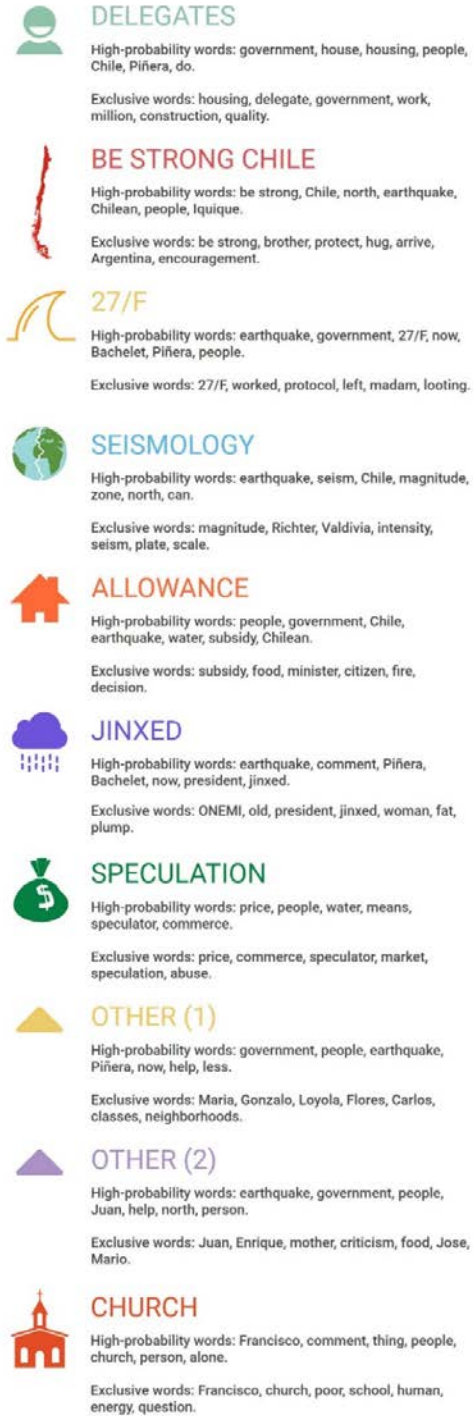 DELEGATES
High-probability words: government, house, housing, people,
Chile, Piñera, do.
Exclusive words: housing, delegate, government, work,
million, construction, quality.
BE STRONG CHILE
High-probability words: be strong, Chile, north, earthquake,
Chilean, people, Iquique.
Exclusive words: be strong, brother, protect, hug, arrive,
Argentina, encouragement.
27/F
High-probability words: earthquake, government, 27/F, now,
Bachelet, Piñera, people.
Exclusive words: 27/F, worked, protocol, left, madam, looting.
SEISMOLOGY
High-probability words: earthquake, seism, Chile, magnitude,
zone, north, can.
Exclusive words: magnitude, Richter, Valdivia, intensity,
seism, plate, scale.
ALLOWANCE
High-probability words: people, government, Chile,
earthquake, water, subsidy, Chilean.
Exclusive words: subsidy, food, minister, citizen, fire,
decision.
JINXED
High-probability words: earthquake, comment, Piñera,
Bachelet, now, president, jinxed.
Exclusive words: ONEMI, old, president, jinxed, woman, fat,
plump.
$
SPECULATION
High-probability words: price, people, water, means,
speculator, commerce.
Exclusive words: price, commerce, speculator, market,
speculation, abuse.
OTHER (1)
High-probability words: government, people, earthquake,
Piñera, now, help, less.
Exclusive words: Maria, Gonzalo, Loyola, Flores, Carlos,
classes, neighborhoods.
OTHER (2)
High-probability words: earthquake, government, people,
Juan, help, north, person.
Exclusive words: Juan, Enrique, mother, criticism, food, Jose,
Mario.
CHURCH
High-probability words: Francisco, comment, thing, people,
church, person, alone.
Exclusive words: Francisco, church, poor, school, human,
energy, question.